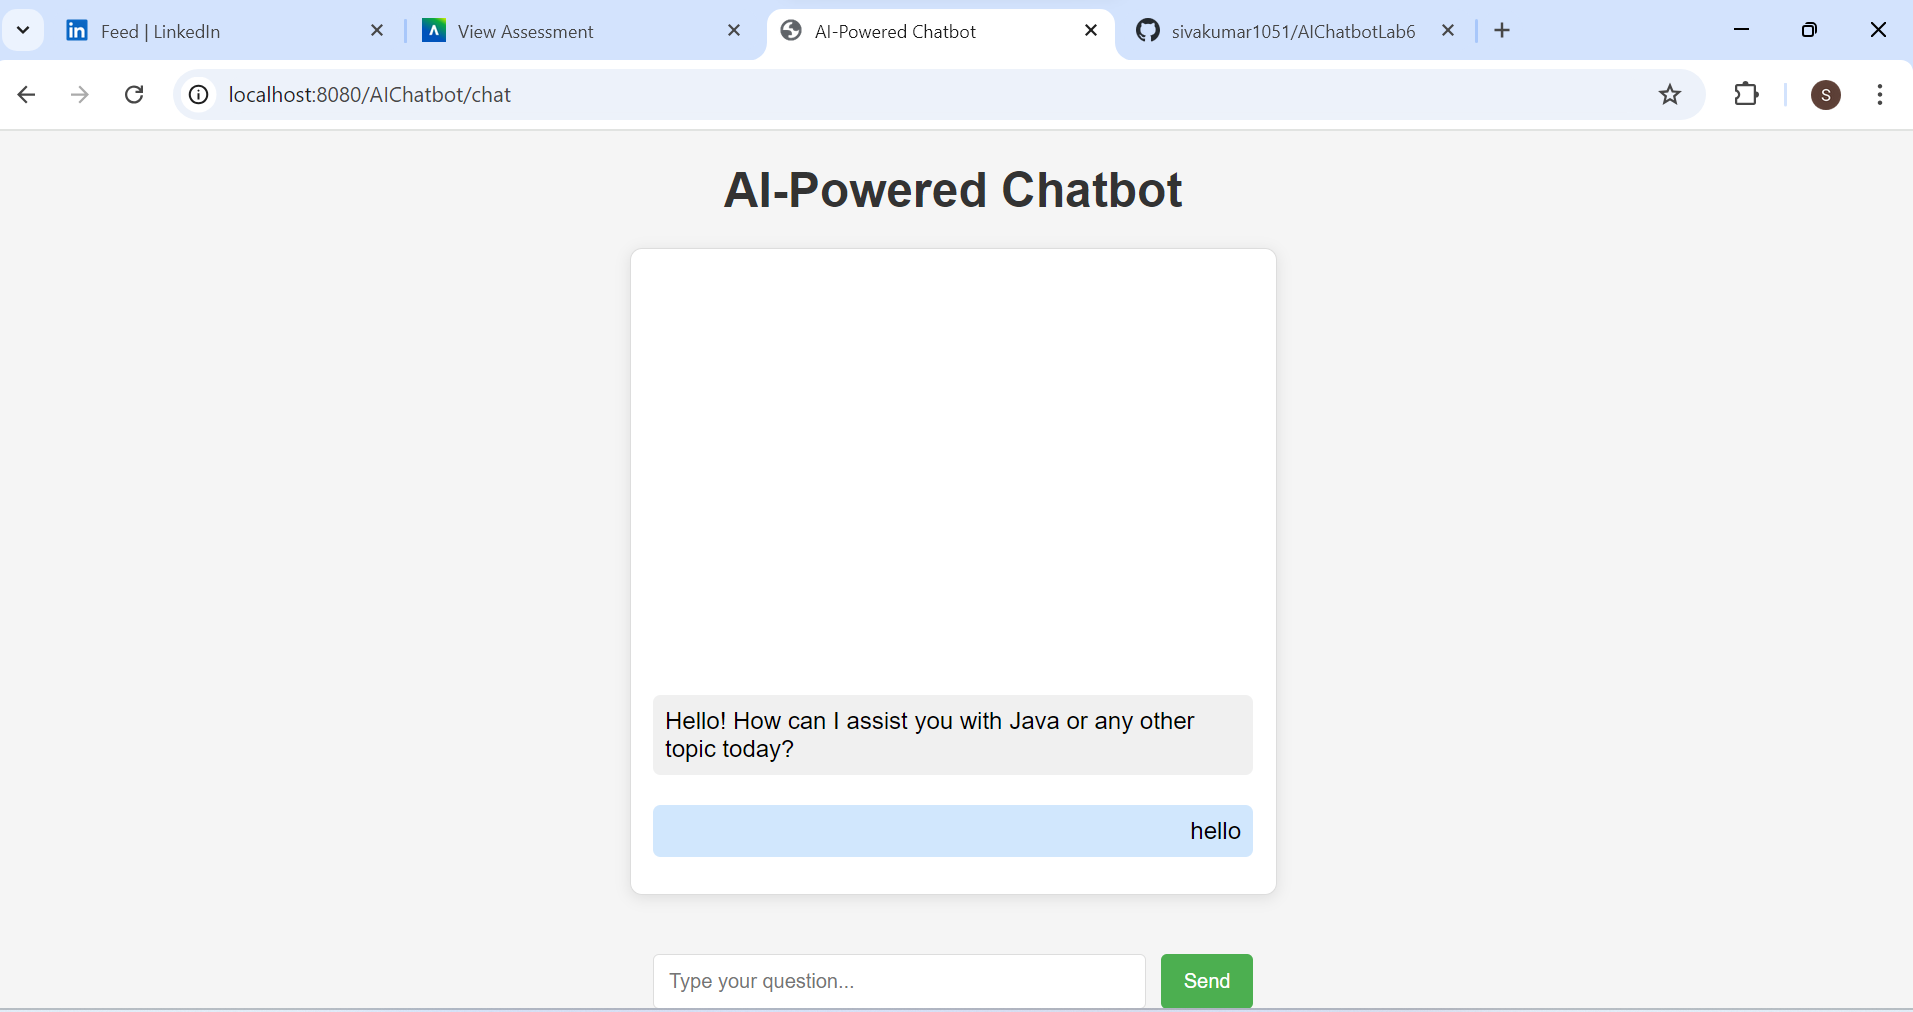 Feed | LinkedIn
View Assessment
AI-Powered Chatbot
sivakumar1051/AIChatbotLab6
localhost:8080/AIChatbot/chat
S
AI-Powered Chatbot
Hello! How can I assist you with Java or any other
topic today?
hello
Type your question...
Send